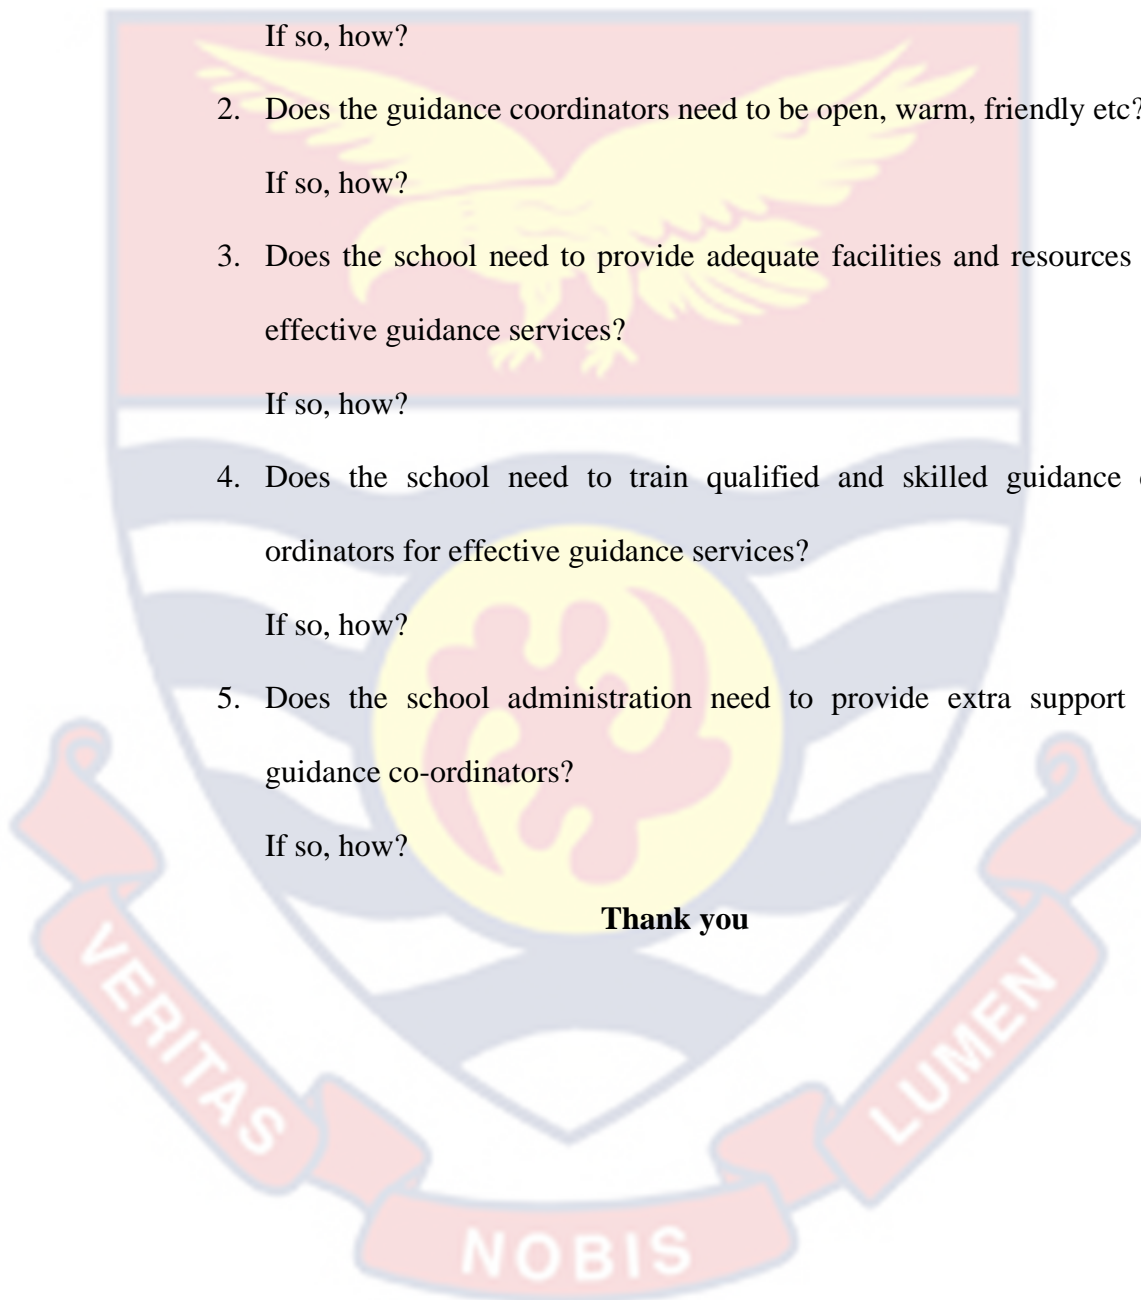 If so, how?
2. Does the guidance coordinators need to be open, warm, friendly etc?
If so, how?
3. Does the school need to provide adequate facilities and resources
effective guidance services?
If so, how?
4. Does the school need to train qualified and skilled guidance
ordinators for effective guidance services?
If so, how?
5. Does the school administration need to provide extra support
guidance co-ordinators?
If so, how?
Thank you
VERITAS
NOBIS
LUMEN